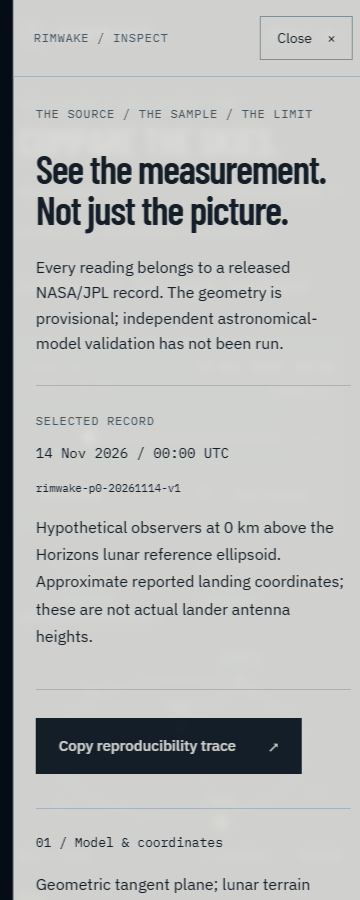 RIMWAKE / INSPECT
Close ×
THE SOURCE / THE SAMPLE / THE LIMIT
See the measurement.
Not just the picture.
Every reading belongs to a released
NASA/JPL record. The geometry is
provisional; independent astronomical-
model validation has not been run.
SELECTED RECORD
14 Nov 2026 / 00:00 UTC
rimwake-p0-20261114-v1
Hypothetical observers at 0 km above the
Horizons lunar reference ellipsoid.
Approximate reported landing coordinates;
these are not actual lander antenna
heights.
Copy reproducibility trace ↗
01 / Model & coordinates
Geometric tangent plane; lunar terrain